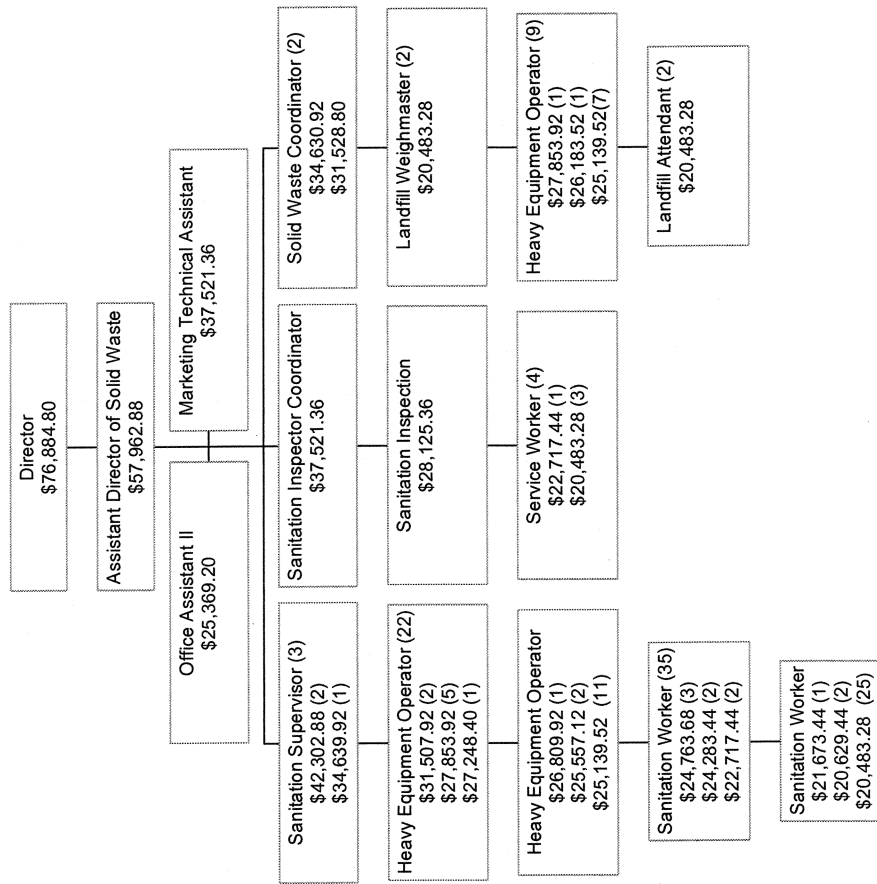 Director
$76,884.80
Assistant Director of Solid Waste
$57,962.88
Office Assistant II
$25,369.20
Marketing Technical Assistant
$37,521.36
Sanitation Supervisor (3)
$42,302.88 (2)
$34,639.92 (1)
Heavy Equipment Operator (22)
$31,507.92 (2)
$27,853.92 (5)
$27,248.40 (1)
Heavy Equipment Operator
$26,809.92 (1)
$25,557.12 (2)
$25,139.52 (11)
Sanitation Worker (35)
$24,763.68 (3)
$24,283.44 (2)
$22,717.44 (2)
Sanitation Worker
$21,673.44 (1)
$20,629.44 (2)
$20,483.28 (25)
Sanitation Inspector Coordinator
$37,521.36
Sanitation Inspection
$28,125.36
Service Worker (4)
$22,717.44 (1)
$20,483.28 (3)
Solid Waste Coordinator (2)
$34,630.92
$31,528.80
Landfill Weighmaster (2)
$20,483.28
Heavy Equipment Operator (9)
$27,853.92 (1)
$26,183.52 (1)
$25,139.52(7)
Landfill Attendant (2)
$20,483.28